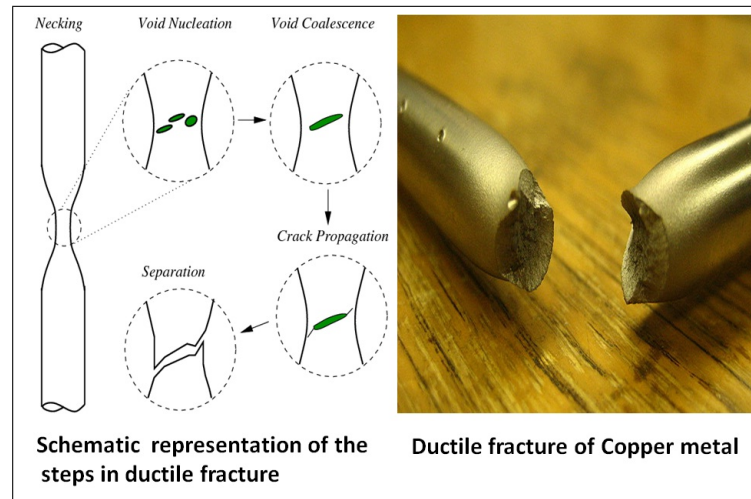 Necking
Void Nucleation
Void Coalescence
Crack Propagation
Separation
Schematic representation of the
steps in ductile fracture
Ductile fracture of Copper metal